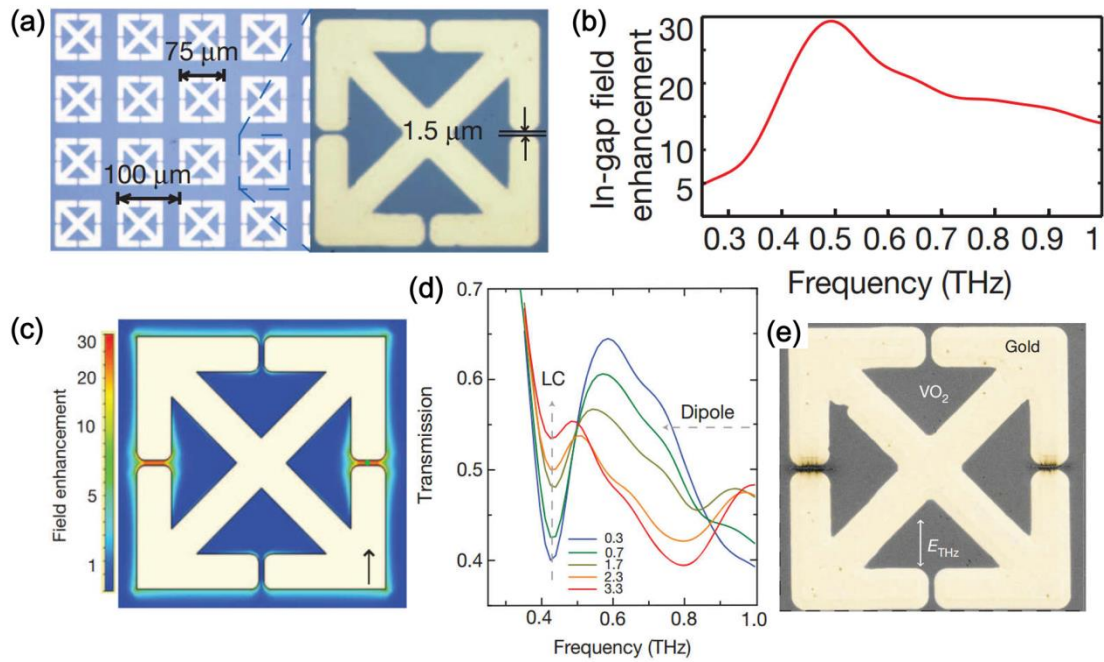 (a)
75 μm
100 μm
1.5 μm
(b)
In-gap field
enhancement
30
20
10
5
0.3 0.4 0.5 0.6 0.7 0.8 0.9 1
Frequency (THz)
(c)
Field enhancement
30
20
10
5
1
(d)
Transmission
0.7
0.6
0.5
0.4
LC
Dipole
0.3
0.7
1.7
2.3
3.3
0.4 0.6 0.8 1.0
Frequency (THz)
(e)
Gold
VO₂
E_THz